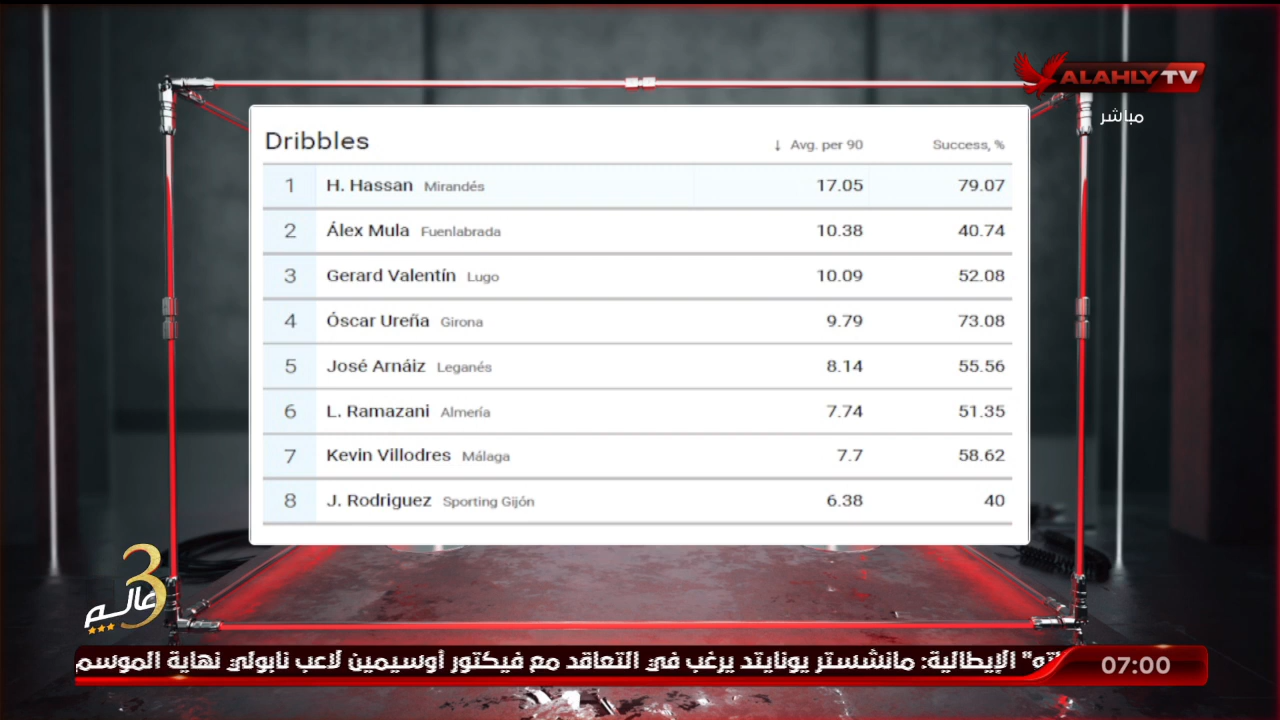 ALAHLY TV
مباشر
Dribbles ↓ Avg. per 90 Success, %
1 H. Hassan Mirandés 17.05 79.07
2 Álex Mula Fuenlabrada 10.38 40.74
3 Gerard Valentín Lugo 10.09 52.08
4 Óscar Ureña Girona 9.79 73.08
5 José Arnáiz Leganés 8.14 55.56
6 L. Ramazani Almería 7.74 51.35
7 Kevin Villodres Málaga 7.7 58.62
8 J. Rodriguez Sporting Gijón 6.38 40
3 عالم
الإيطالية: مانشستر يونايتد يرغب في التعاقد مع فيكتور أوسيمين لاعب نابولي نهاية الموسم
07:00